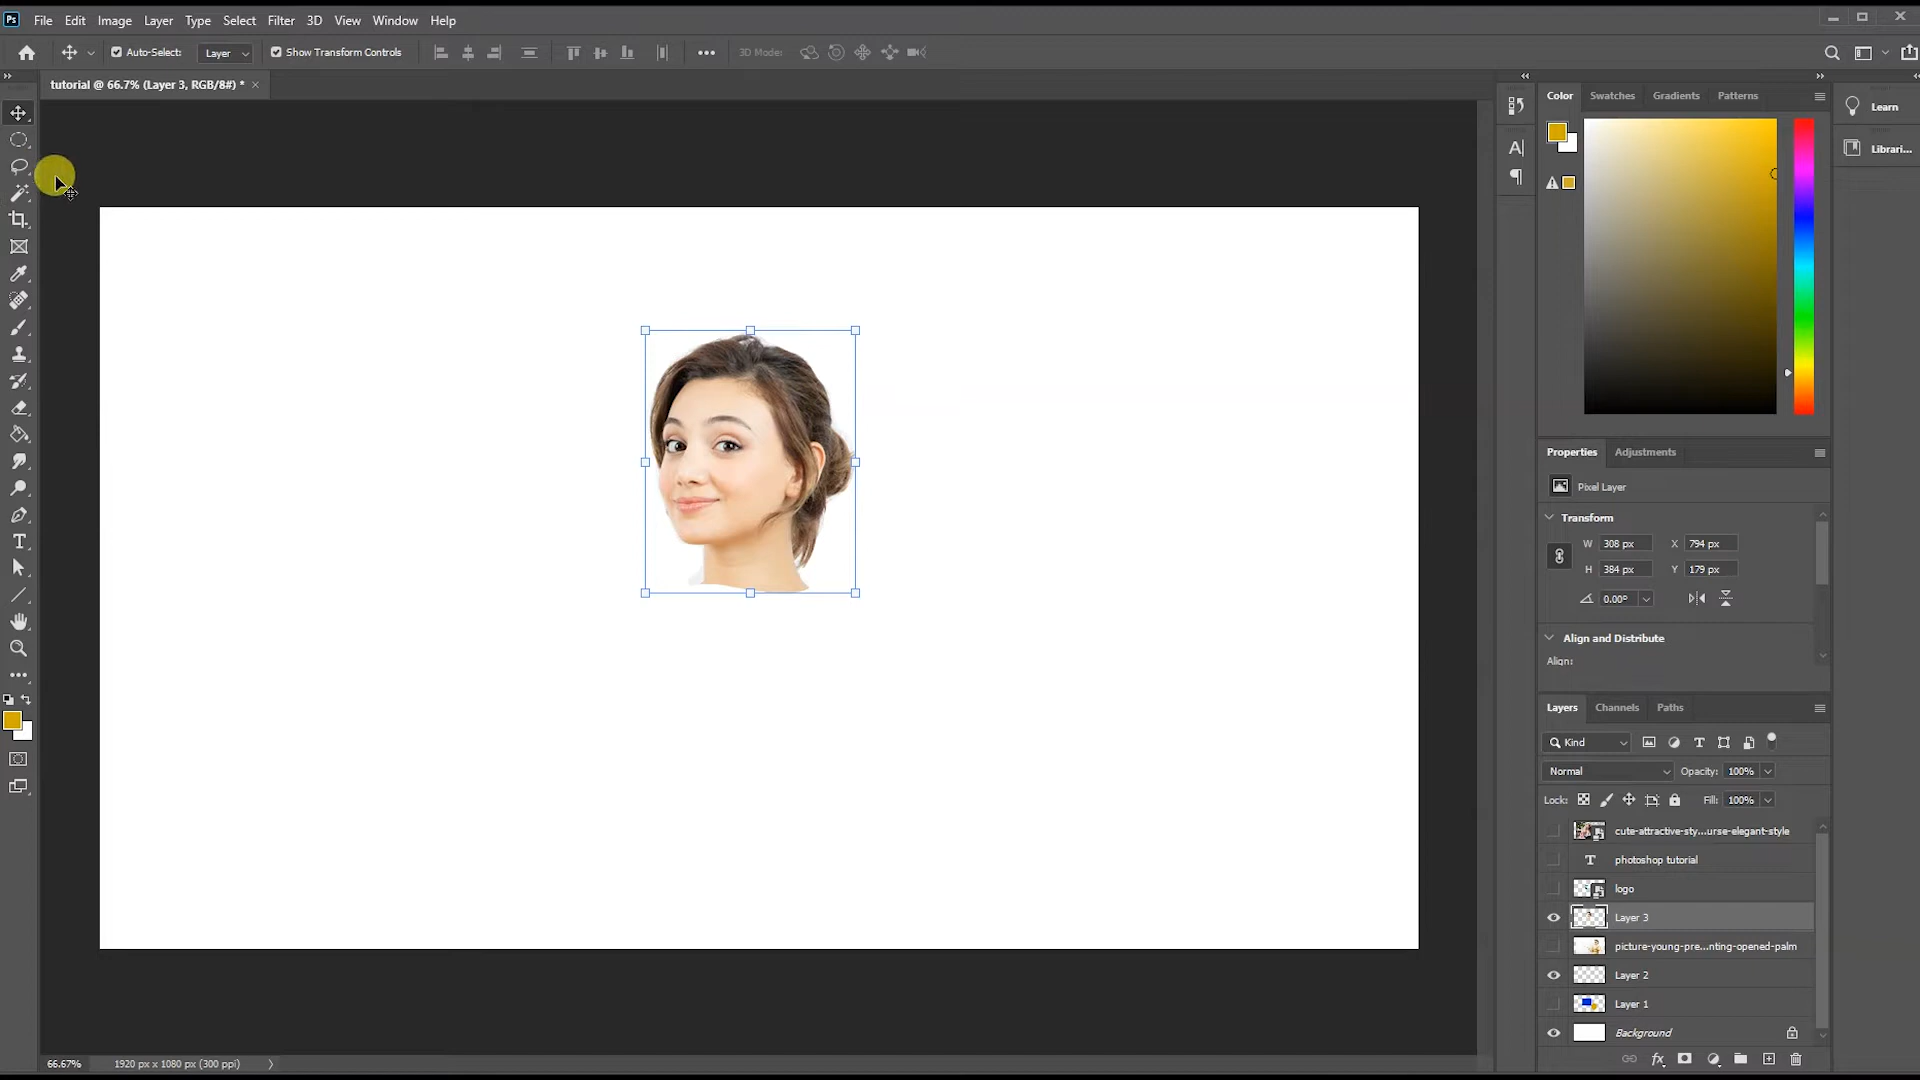 Ps File Edit Image Layer Type Select Filter 3D View Window Help
Auto-Select: Layer Show Transform Controls 3D Mode:
tutorial @ 66.7% (Layer 3, RGB/8#) *
Color Swatches Gradients Patterns
Learn
Librari...
Properties Adjustments
Pixel Layer
Transform
W 308 px X 794 px
H 384 px Y 179 px
0.00°
Align and Distribute
Align:
Layers Channels Paths
Kind
Normal Opacity: 100%
Lock: Fill: 100%
cute-attractive-sty...urse-elegant-style
photoshop tutorial
logo
Layer 3
picture-young-pre...nting-opened-palm
Layer 2
Layer 1
Background
66.67% 1920 px x 1080 px (300 ppi)